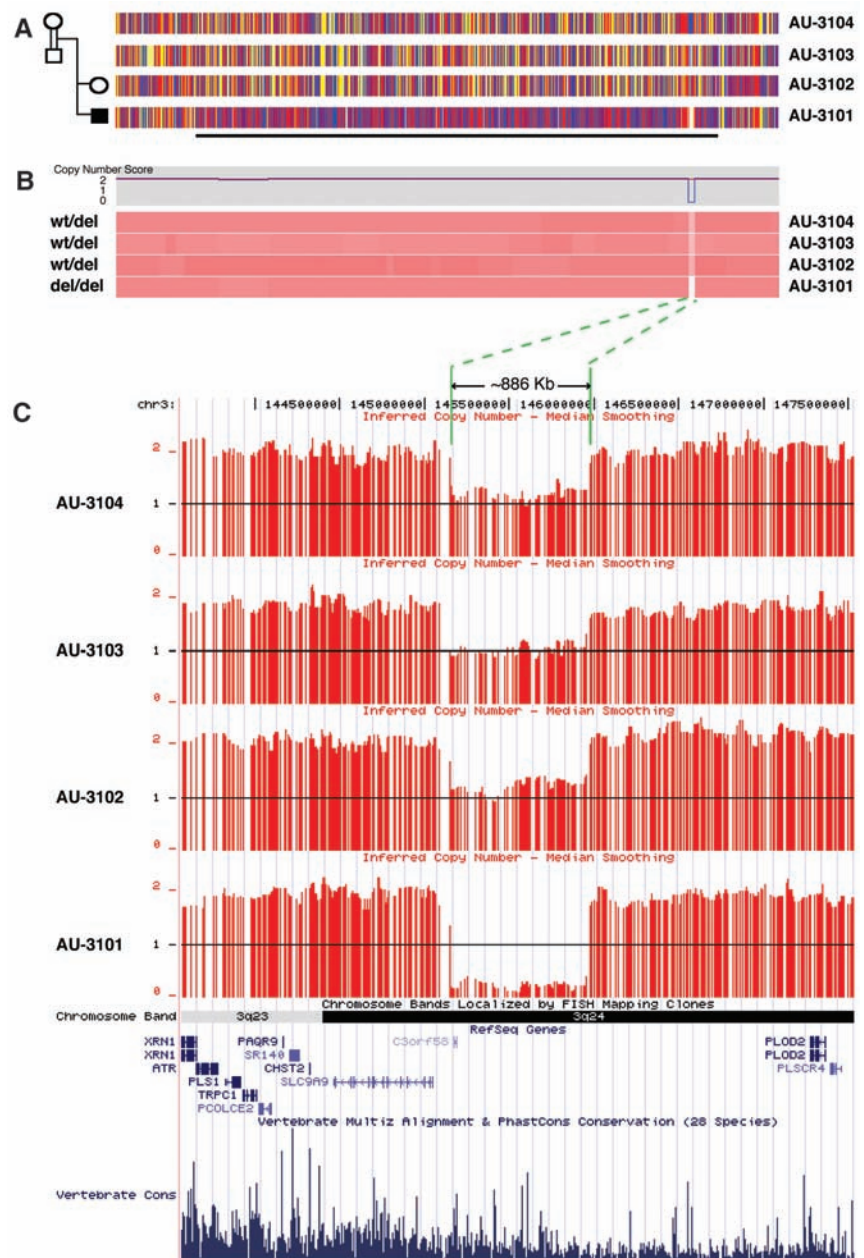 A
AU-3104
AU-3103
AU-3102
AU-3101
B
Copy Number Score
2
1
0
wt/del AU-3104
wt/del AU-3103
wt/del AU-3102
del/del AU-3101
~886 Kb
C
chr3: 144500000 145000000 145500000 146000000 146500000 147000000 147500000
Inferred Copy Number - Median Smoothing
2
AU-3104 1
0
Inferred Copy Number - Median Smoothing
2
AU-3103 1
0
Inferred Copy Number - Median Smoothing
2
AU-3102 1
0
Inferred Copy Number - Median Smoothing
2
AU-3101 1
0
Chromosome Bands Localized by FISH Mapping Clones
Chromosome Band 3q23 3q24
RefSeq Genes
XRN1 PAQR9 C3orf58 PLOD2
XRN1 SR140 PLOD2
ATR CHST2 PLSCR4
PLS1 SLC9A9
TRPC1
PCOLCE2
Vertebrate Multiz Alignment & PhastCons Conservation (28 Species)
Vertebrate Cons